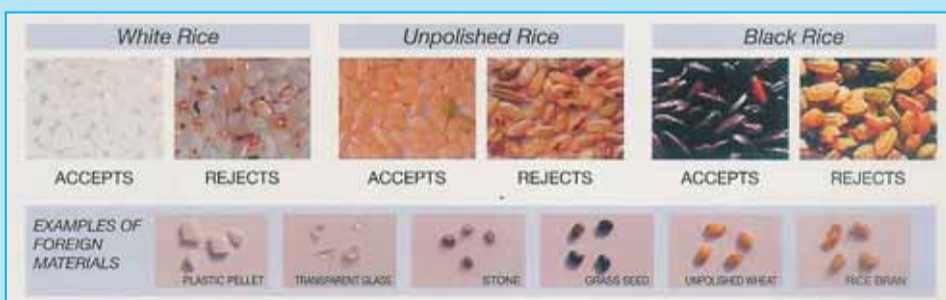 White Rice
Unpolished Rice
Black Rice
ACCEPTS
REJECTS
ACCEPTS
REJECTS
ACCEPTS
REJECTS
EXAMPLES OF
FOREIGN
MATERIALS
PLASTIC PELLET
TRANSPARENT GLASS
STONE
GRASS SEED
UNPOLISHED WHEAT
RICE BRAN